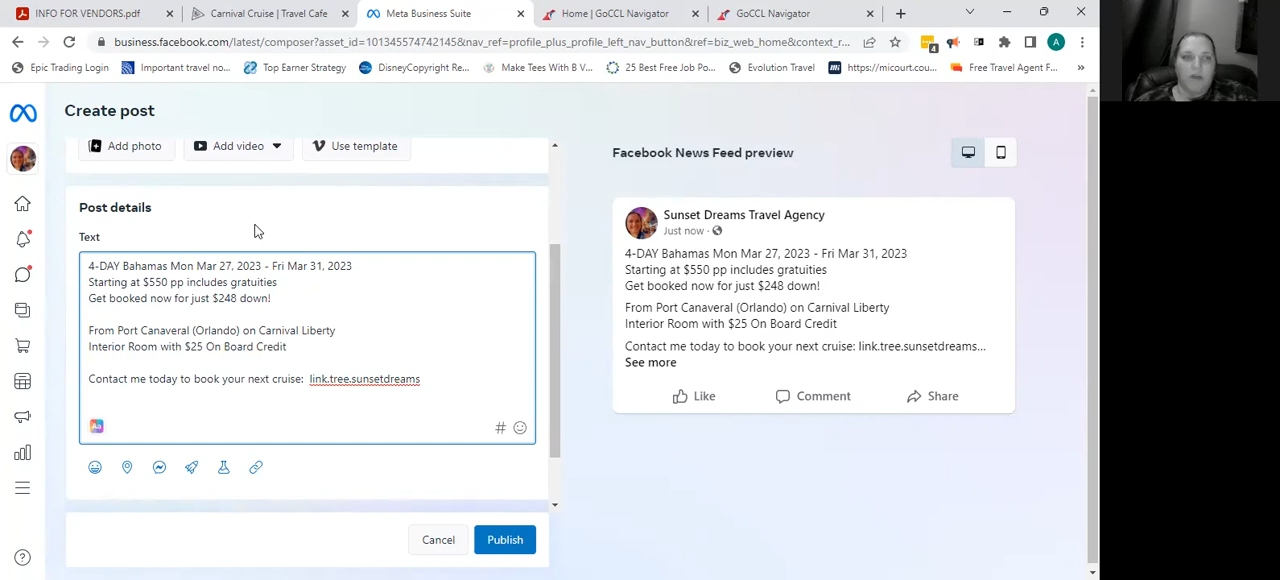 INFO FOR VENDORS.pdf
Carnival Cruise | Travel Cafe
Meta Business Suite
Home | GoCCL Navigator
GoCCL Navigator
business.facebook.com/latest/composer?asset_id=101345574742145&nav_ref=profile_plus_profile_left_nav_button&ref=biz_web_home&context_r...
4
A
Epic Trading Login
Important travel no...
Top Earner Strategy
DisneyCopyright Re...
Make Tees With B V...
25 Best Free Job Po...
Evolution Travel
https://micourt.cou...
Free Travel Agent F...
»
Create post
Add photo
Add video
Use template
Post details
Text
4-DAY Bahamas Mon Mar 27, 2023 - Fri Mar 31, 2023
Starting at $550 pp includes gratuities
Get booked now for just $248 down!
From Port Canaveral (Orlando) on Carnival Liberty
Interior Room with $25 On Board Credit
Contact me today to book your next cruise:  link.tree.sunsetdreams
Aa
#
Cancel
Publish
Facebook News Feed preview
Sunset Dreams Travel Agency
Just now ·
4-DAY Bahamas Mon Mar 27, 2023 - Fri Mar 31, 2023
Starting at $550 pp includes gratuities
Get booked now for just $248 down!
From Port Canaveral (Orlando) on Carnival Liberty
Interior Room with $25 On Board Credit
Contact me today to book your next cruise: link.tree.sunsetdreams...
See more
Like
Comment
Share